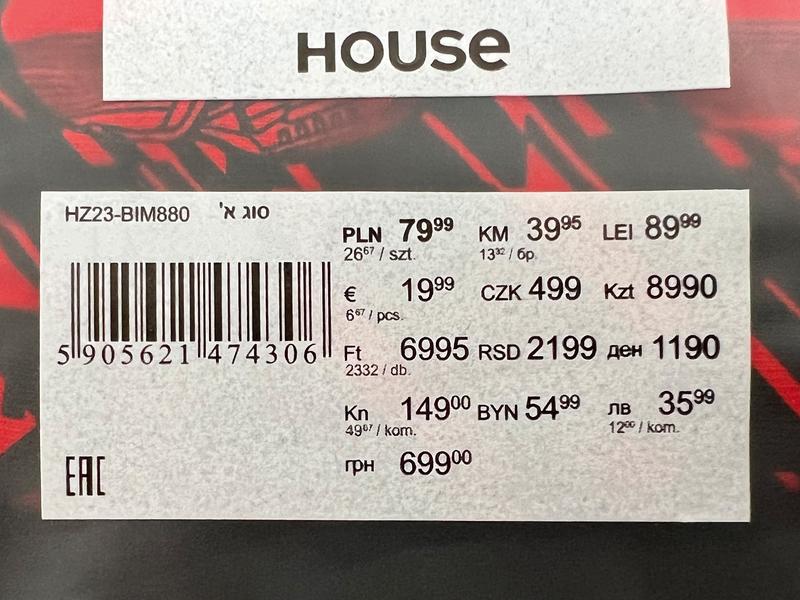 HOUSE
HZ23-BIM880 סוג א'
5 905621 474306
EAC
PLN 79⁹⁹ KM 39⁹⁵ LEI 89⁹⁹
26⁶⁷ / szt. 13³² / бр.
€ 19⁹⁹ CZK 499 Kzt 8990
6⁶⁷ / pcs.
Ft 6995 RSD 2199 ден 1190
2332 / db.
Kn 149⁰⁰ BYN 54⁹⁹ лв 35⁹⁹
49⁶⁷ / kom. 12⁰⁰ / kom.
грн 699⁰⁰